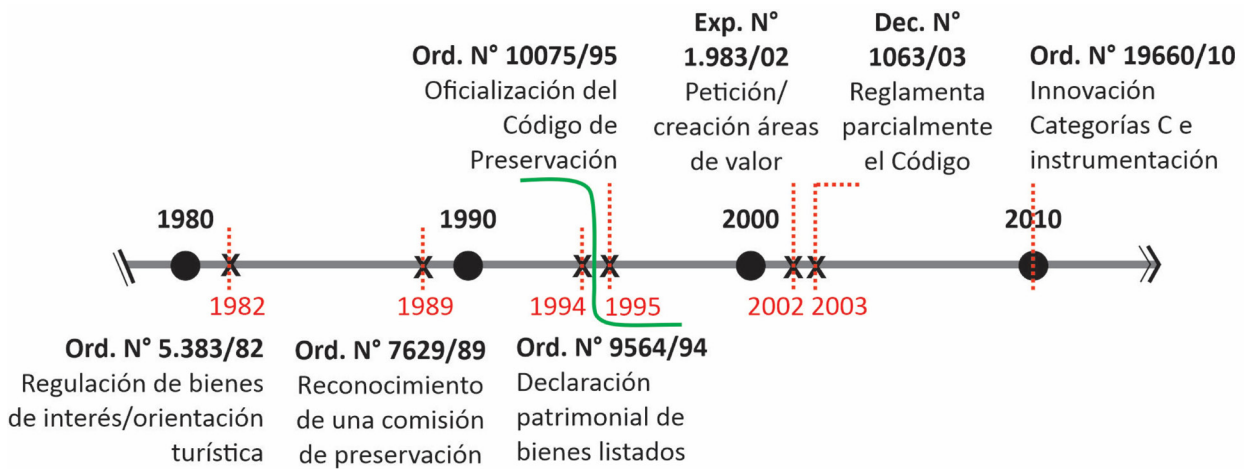 Ord. N° 10075/95
Oficialización del
Código de
Preservación
Exp. N°
1.983/02
Petición/
creación áreas
de valor
Dec. N°
1063/03
Reglamenta
parcialmente
el Código
Ord. N° 19660/10
Innovación
Categorías C e
instrumentación
1980
1990
2000
2010
1982
1989
1994
1995
2002
2003
Ord. N° 5.383/82
Regulación de bienes
de interés/orientación
turística
Ord. N° 7629/89
Reconocimiento
de una comisión
de preservación
Ord. N° 9564/94
Declaración
patrimonial de
bienes listados